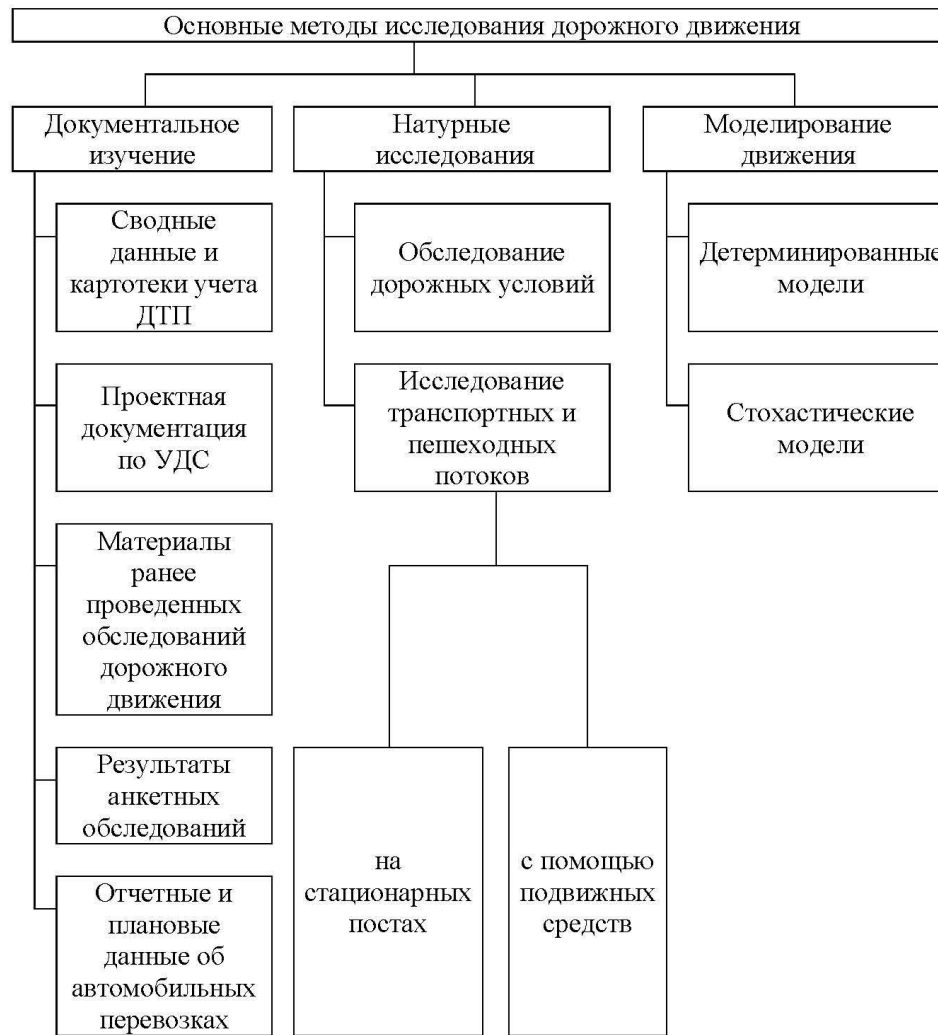 Основные методы исследования дорожного движения
Документальное
изучение
Натурные
исследования
Моделирование
движения
Сводные
данные и
картотеки учета
ДТП
Обследование
дорожных условий
Детерминированные
модели
Проектная
документация
по УДС
Исследование
транспортных и
пешеходных
потоков
Стохастические
модели
Материалы
ранее
проведенных
обследований
дорожного
движения
Результаты
анкетных
обследований
Отчетные и
плановые
данные об
автомобильных
перевозках
на
стационарных
постах
с помощью
подвижных
средств